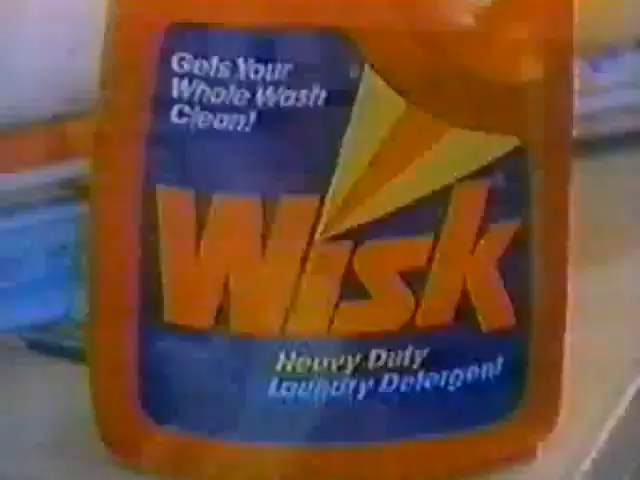 Gets Your
Whole Wash
Clean!
Wisk
Heavy Duty
Laundry Detergent